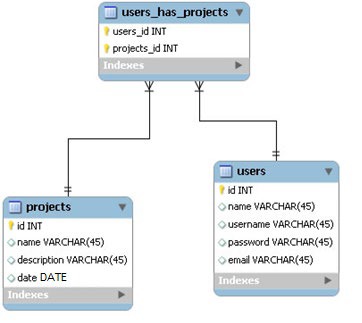 users_has_projects
users_id INT
projects_id INT
Indexes
projects
id INT
name VARCHAR(45)
description VARCHAR(45)
date DATE
Indexes
users
id INT
name VARCHAR(45)
username VARCHAR(45)
password VARCHAR(45)
email VARCHAR(45)
Indexes